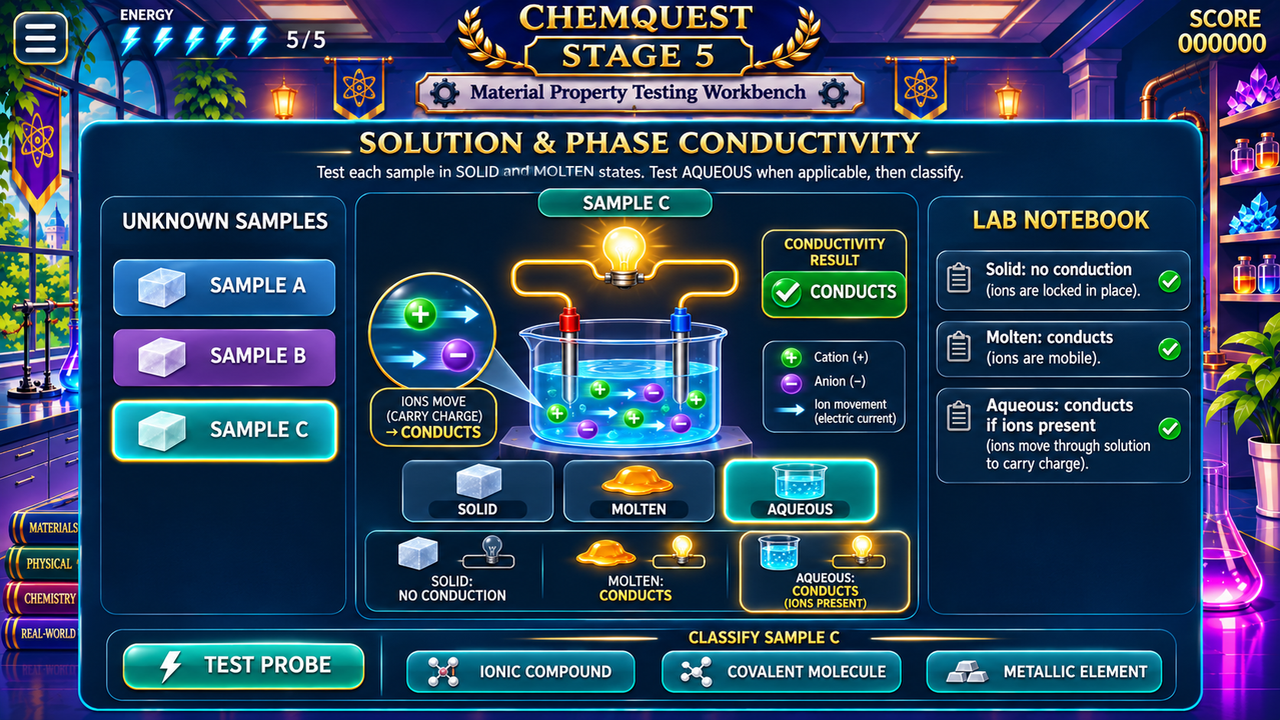 ENERGY
5/5
CHEMQUEST
STAGE 5
Material Property Testing Workbench
SCORE
000000
SOLUTION & PHASE CONDUCTIVITY
Test each sample in SOLID and MOLTEN states. Test AQUEOUS when applicable, then classify.
UNKNOWN SAMPLES
SAMPLE A
SAMPLE B
SAMPLE C
SAMPLE C
+
−
IONS MOVE
(CARRY CHARGE)
→ CONDUCTS
+
−
+
−
+
−
+
CONDUCTIVITY
RESULT
CONDUCTS
+ Cation (+)
− Anion (−)
Ion movement
(electric current)
SOLID
MOLTEN
AQUEOUS
SOLID:
NO CONDUCTION
MOLTEN:
CONDUCTS
AQUEOUS:
CONDUCTS
(IONS PRESENT)
LAB NOTEBOOK
Solid: no conduction
(ions are locked in place).
Molten: conducts
(ions are mobile).
Aqueous: conducts
if ions present
(ions move through solution
to carry charge).
MATERIALS
PHYSICAL
CHEMISTRY
REAL-WORLD
TEST PROBE
CLASSIFY SAMPLE C
IONIC COMPOUND
COVALENT MOLECULE
METALLIC ELEMENT